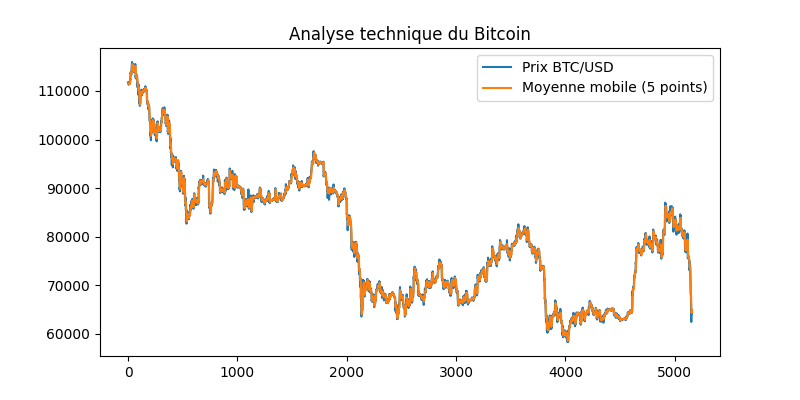 Analyse technique du Bitcoin
Prix BTC/USD
Moyenne mobile (5 points)
110000
100000
90000
80000
70000
60000
0 1000 2000 3000 4000 5000